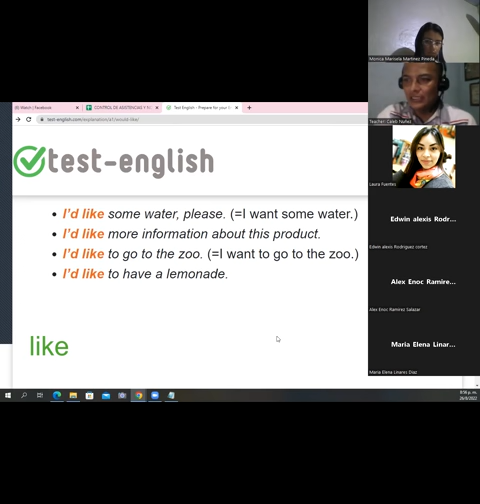 Watch | Facebook
CONTROL DE ASISTENCIAS Y
Test English - Prepare for your
test-english.com/explanation/a1/would-like/
test-english
I'd like some water, please. (=I want some water.)
I'd like more information about this product.
I'd like to go to the zoo. (=I want to go to the zoo.)
I'd like to have a lemonade.
like
Monica Marcela Martinez Pineda
Teacher: Caleb Nuñez
Laura Fuentes
Edwin alexis Rodr...
Edwin alexis Rodriguez cortez
Alex Enoc Ramire...
Alex Enoc Ramirez Salazar
Maria Elena Linar...
Maria Elena Linares Diaz